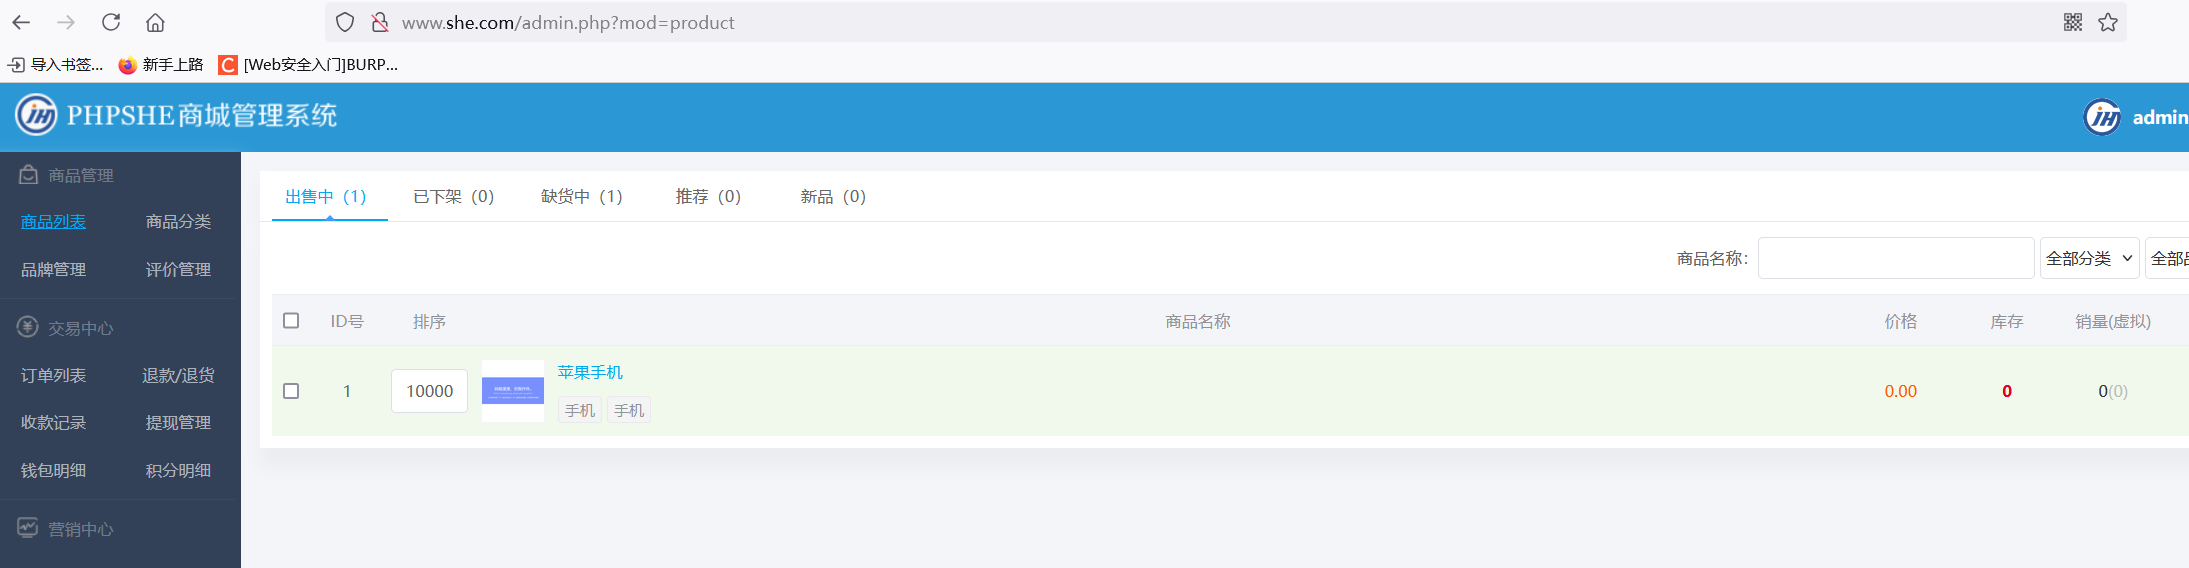 www.she.com/admin.php?mod=product
导入书签... 新手上路 [Web安全入门]BURP...
PHPSHE商城管理系统 admin
商品管理
商品列表 商品分类
品牌管理 评价管理
交易中心
订单列表 退款/退货
收款记录 提现管理
钱包明细 积分明细
营销中心
出售中（1） 已下架（0） 缺货中（1） 推荐（0） 新品（0）
商品名称： 全部分类 全部品
ID号 排序 商品名称 价格 库存 销量(虚拟)
1 10000 苹果手机 0.00 0 0(0)
手机 手机